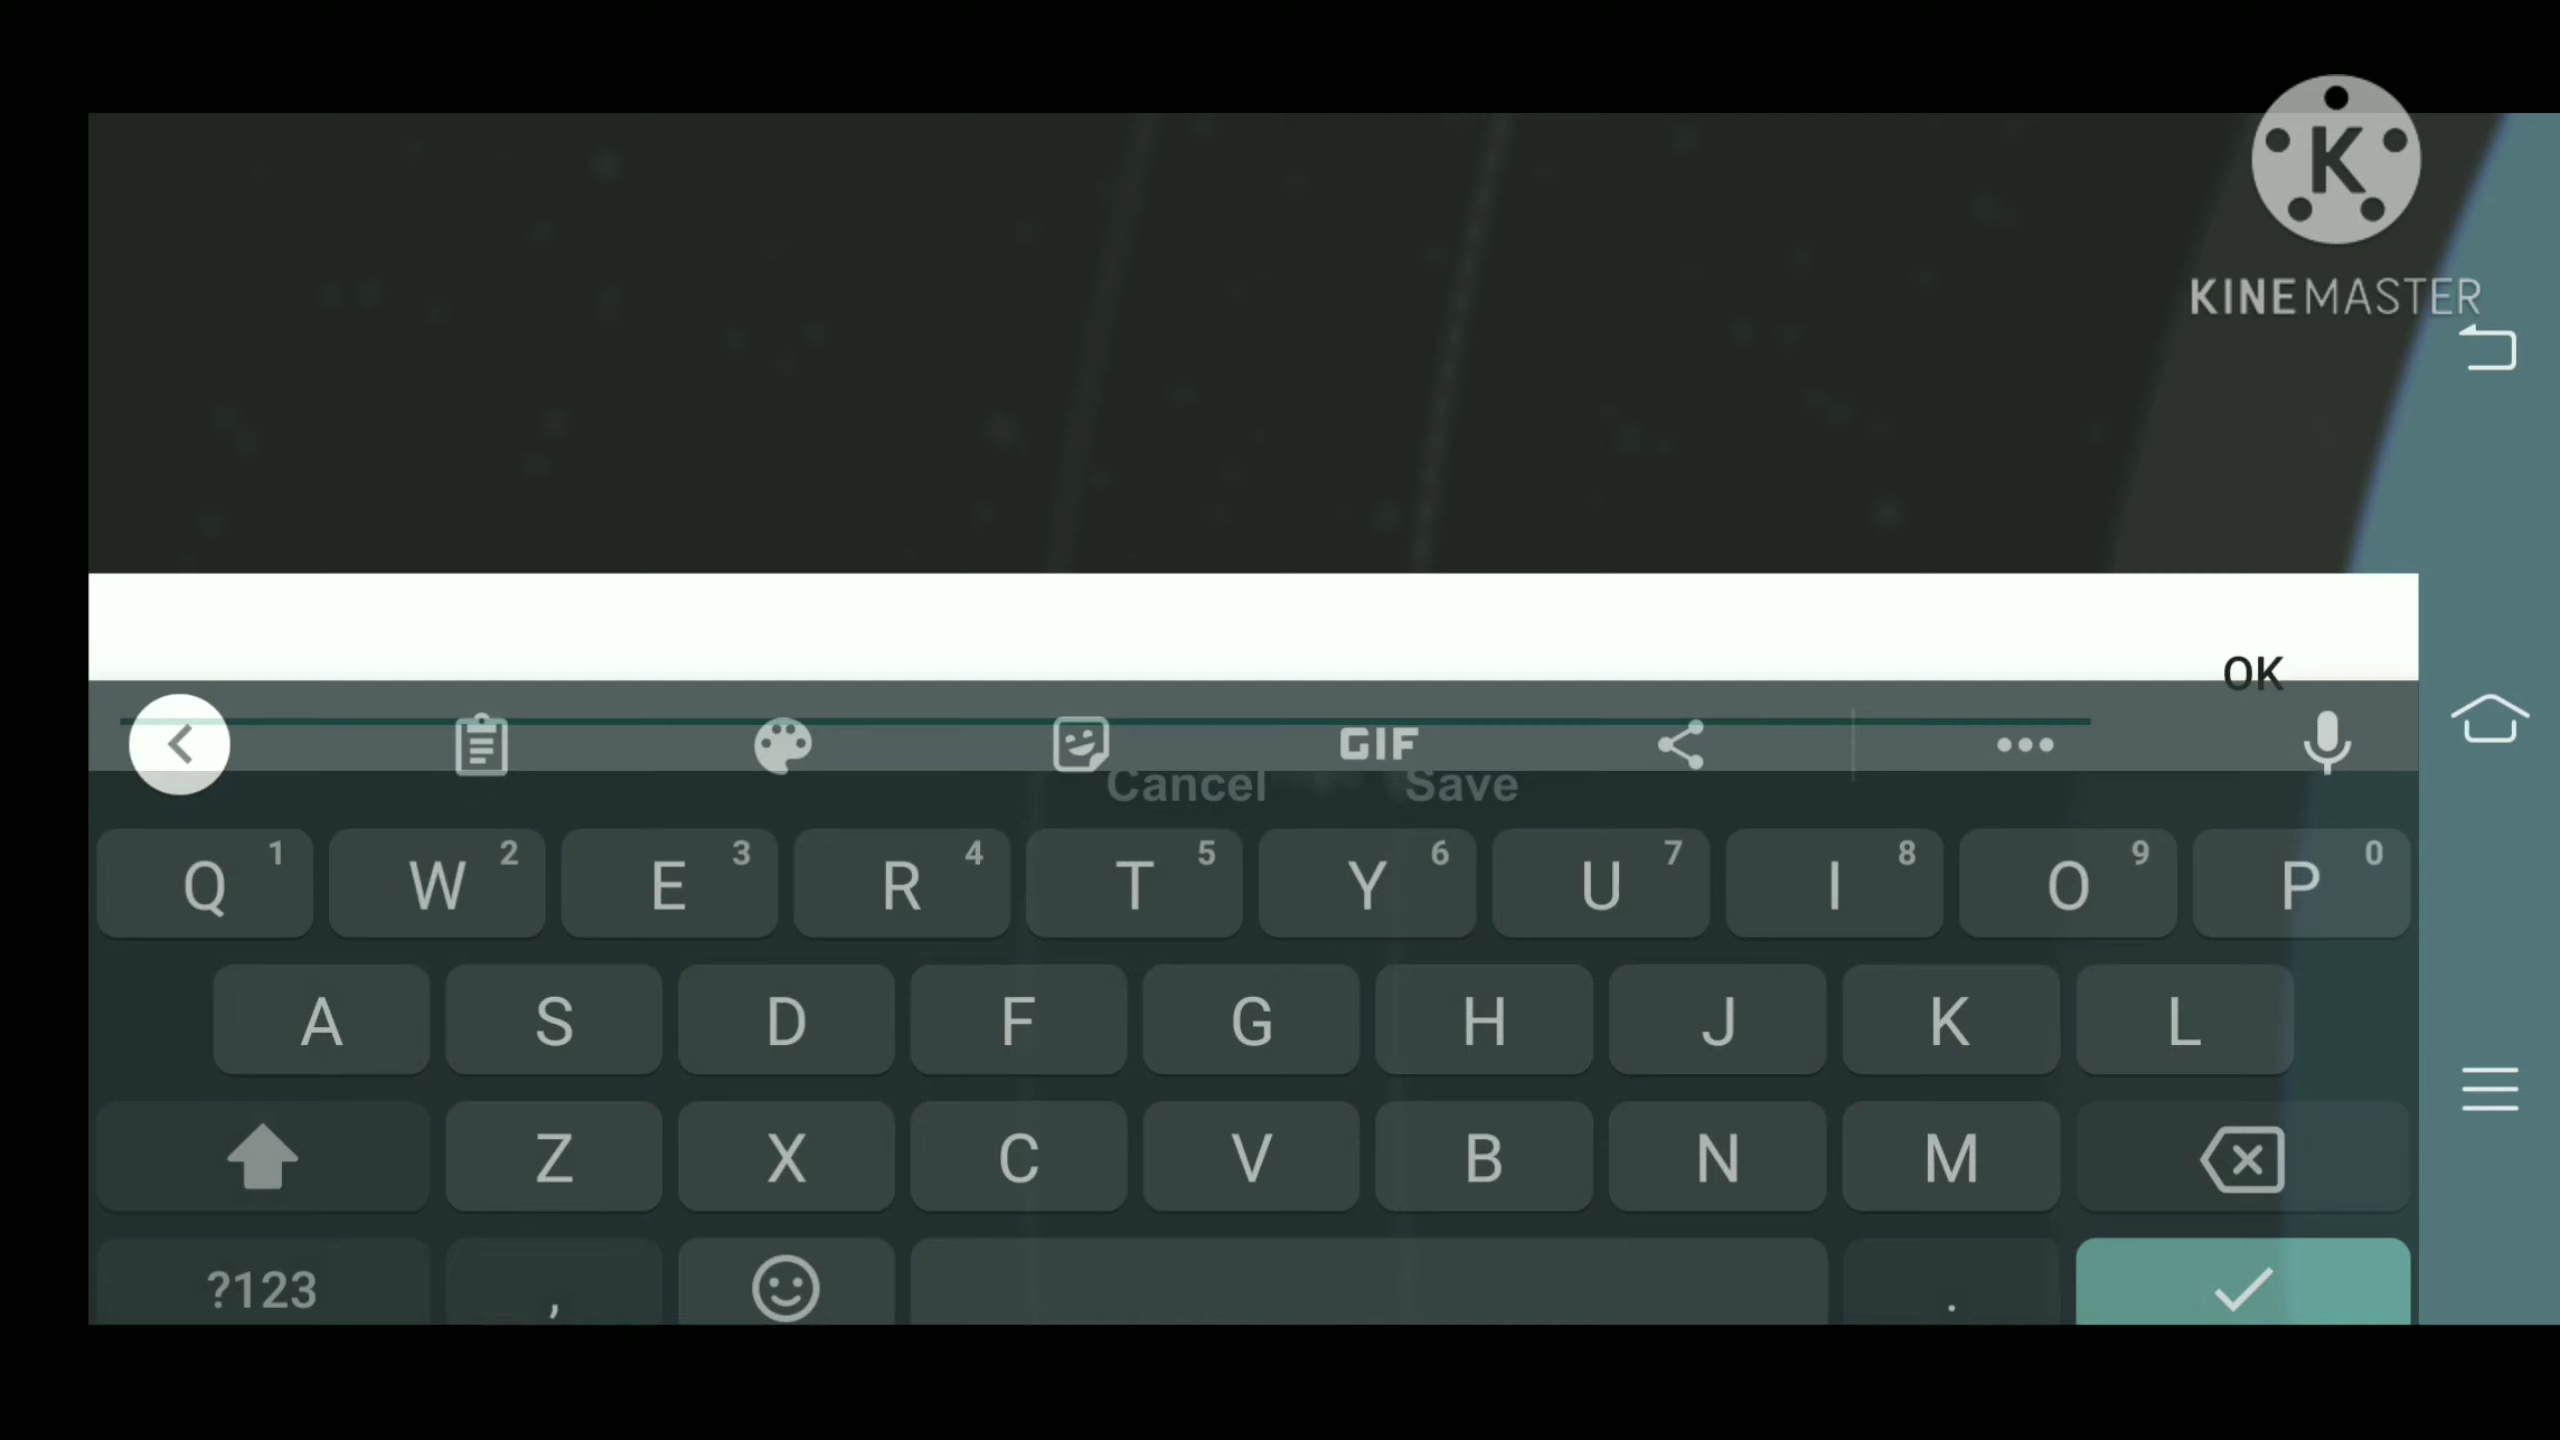 K
KINEMASTER
OK
GIF
Cancel Save
Q 1 W 2 E 3 R 4 T 5 Y 6 U 7 I 8 O 9 P 0
A S D F G H J K L
Z X C V B N M
?123 , .